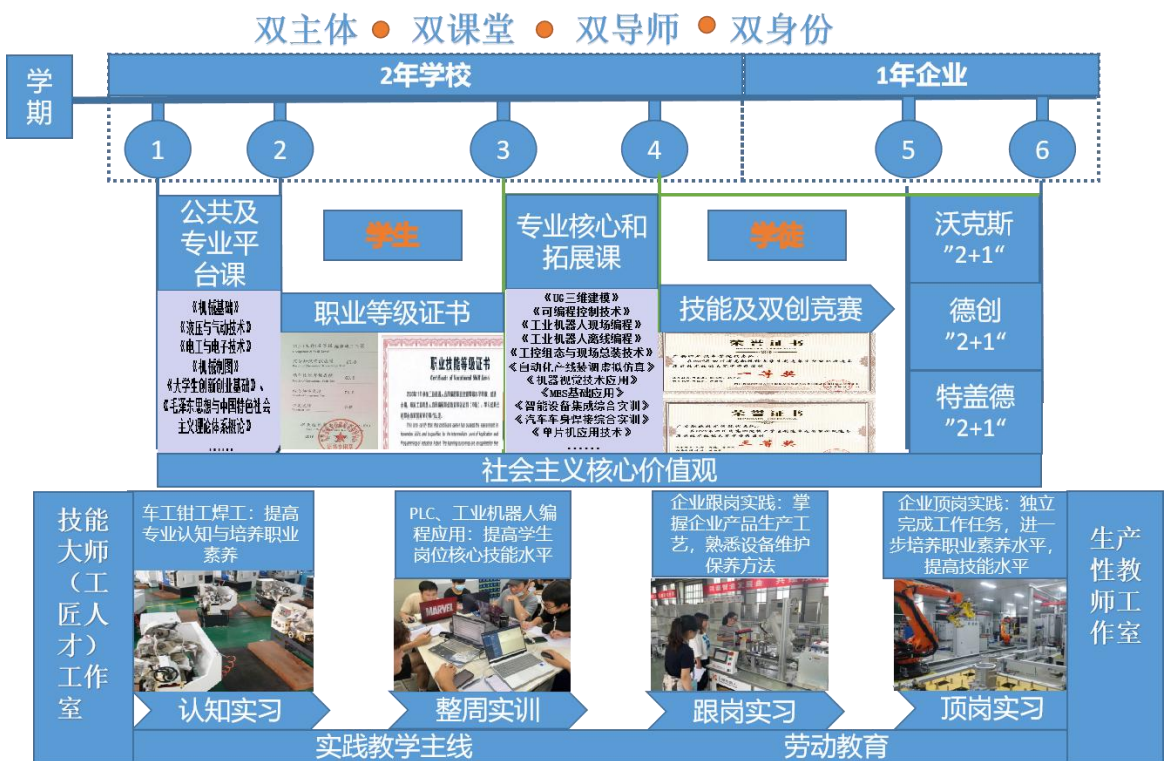 双主体 ● 双课堂 ● 双导师 ● 双身份
学期
2年学校
1年企业
1
2
3
4
5
6
公共及
专业平
台课
《机械基础》
《液压与气动技术》
《电工与电子技术》
《机械制图》
《大学生创新创业基础》、
《毛泽东思想与中国特色社会
主义理论体系概论》
......
学生
职业等级证书
职业技能等级证书
专业核心和
拓展课
《UG三维建模》
《可编程控制技术》
《工业机器人现场编程》
《工业机器人离线编程》
《工控组态与现场总装技术》
《自动化产线装调虚拟仿真》
《机器视觉技术应用》
《MES基础应用》
《智能设备集成综合实训》
《汽车车身焊接综合实训》
《单片机应用技术》
......
学徒
技能及双创竞赛
荣誉证书
一等奖
荣誉证书
三等奖
沃克斯
”2+1“
德创
”2+1“
特盖德
”2+1“
社会主义核心价值观
技能
大师
（工
匠人
才）
工作
室
车工钳工焊工：提高
专业认知与培养职业
素养
PLC、工业机器人编
程应用：提高学生
岗位核心技能水平
MARVEL
企业跟岗实践：掌
握企业产品生产工
艺，熟悉设备维护
保养方法
企业顶岗实践：独立
完成工作任务，进一
步培养职业素养水平，
提高技能水平
生产
性教
师工
作室
认知实习
整周实训
跟岗实习
顶岗实习
实践教学主线
劳动教育